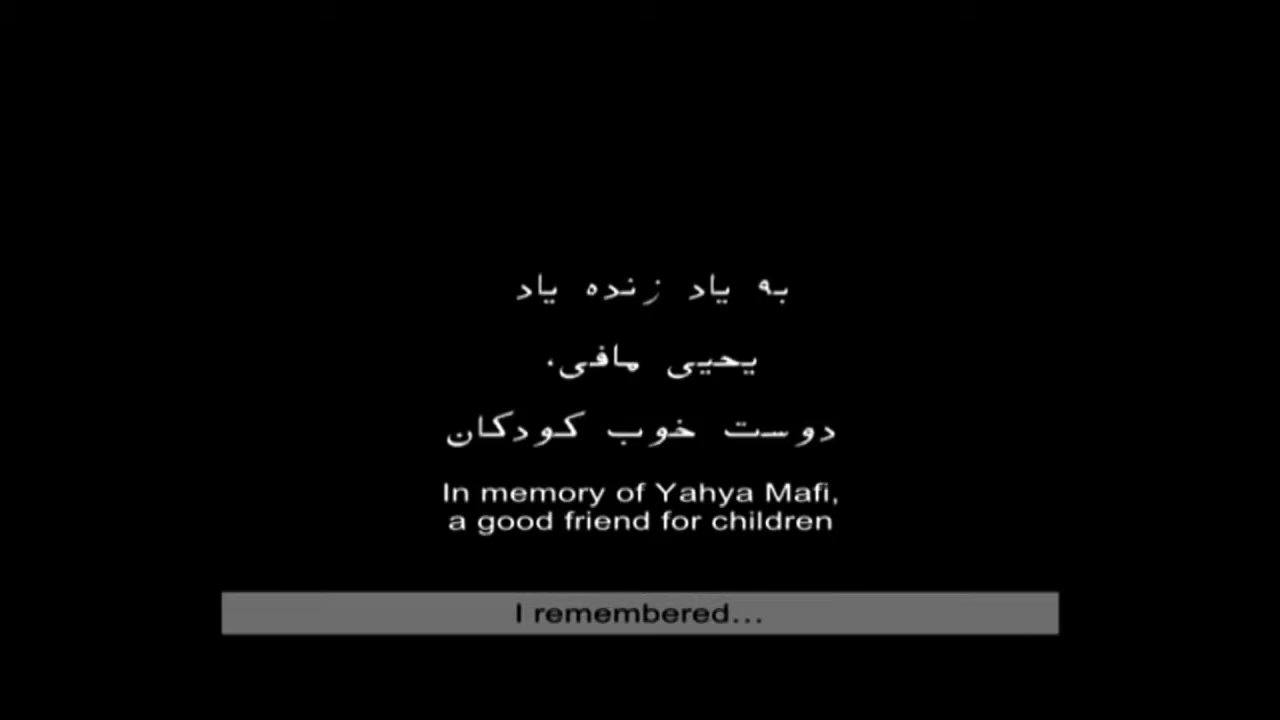 به یاد زنده یاد
یحیی مافی.
دوست خوب کودکان
In memory of Yahya Mafi,
a good friend for children
I remembered...